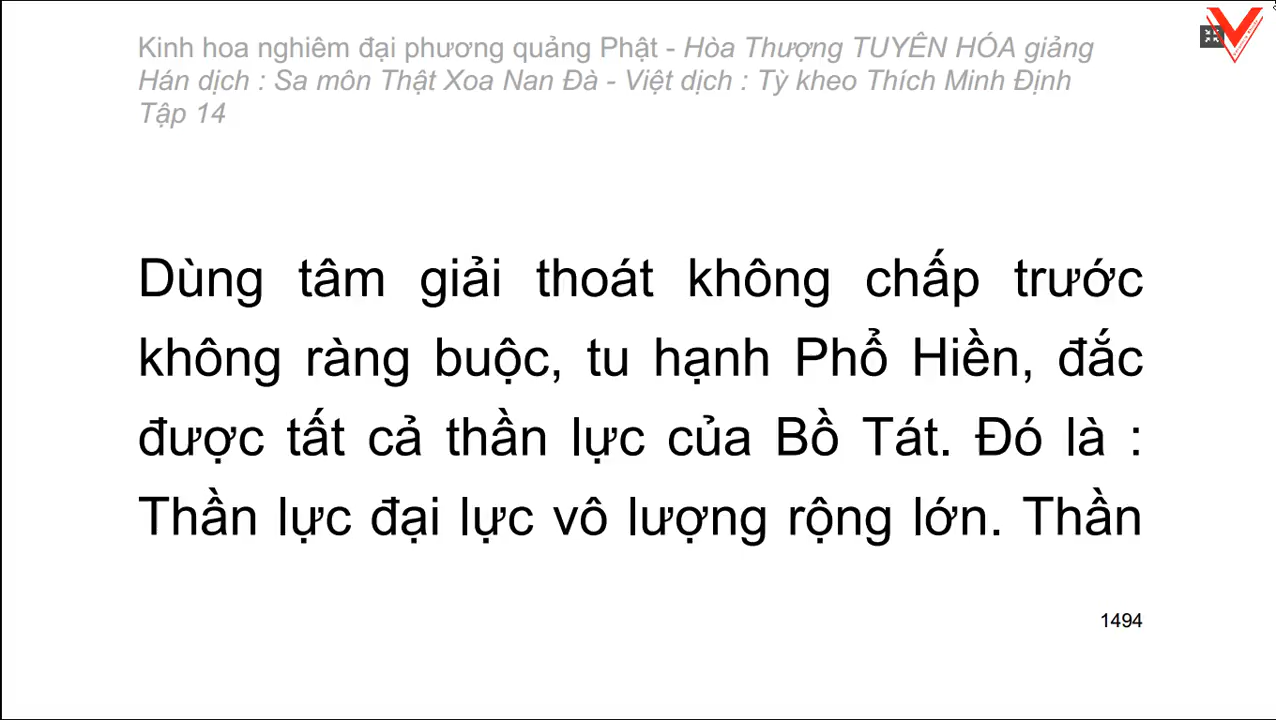 Kinh hoa nghiêm đại phương quảng Phật - Hòa Thượng TUYÊN HÓA giảng
Hán dịch : Sa môn Thật Xoa Nan Đà - Việt dịch : Tỳ kheo Thích Minh Định
Tập 14
Dùng tâm giải thoát không chấp trước
không ràng buộc, tu hạnh Phổ Hiền, đắc
được tất cả thần lực của Bồ Tát. Đó là :
Thần lực đại lực vô lượng rộng lớn. Thần
1494